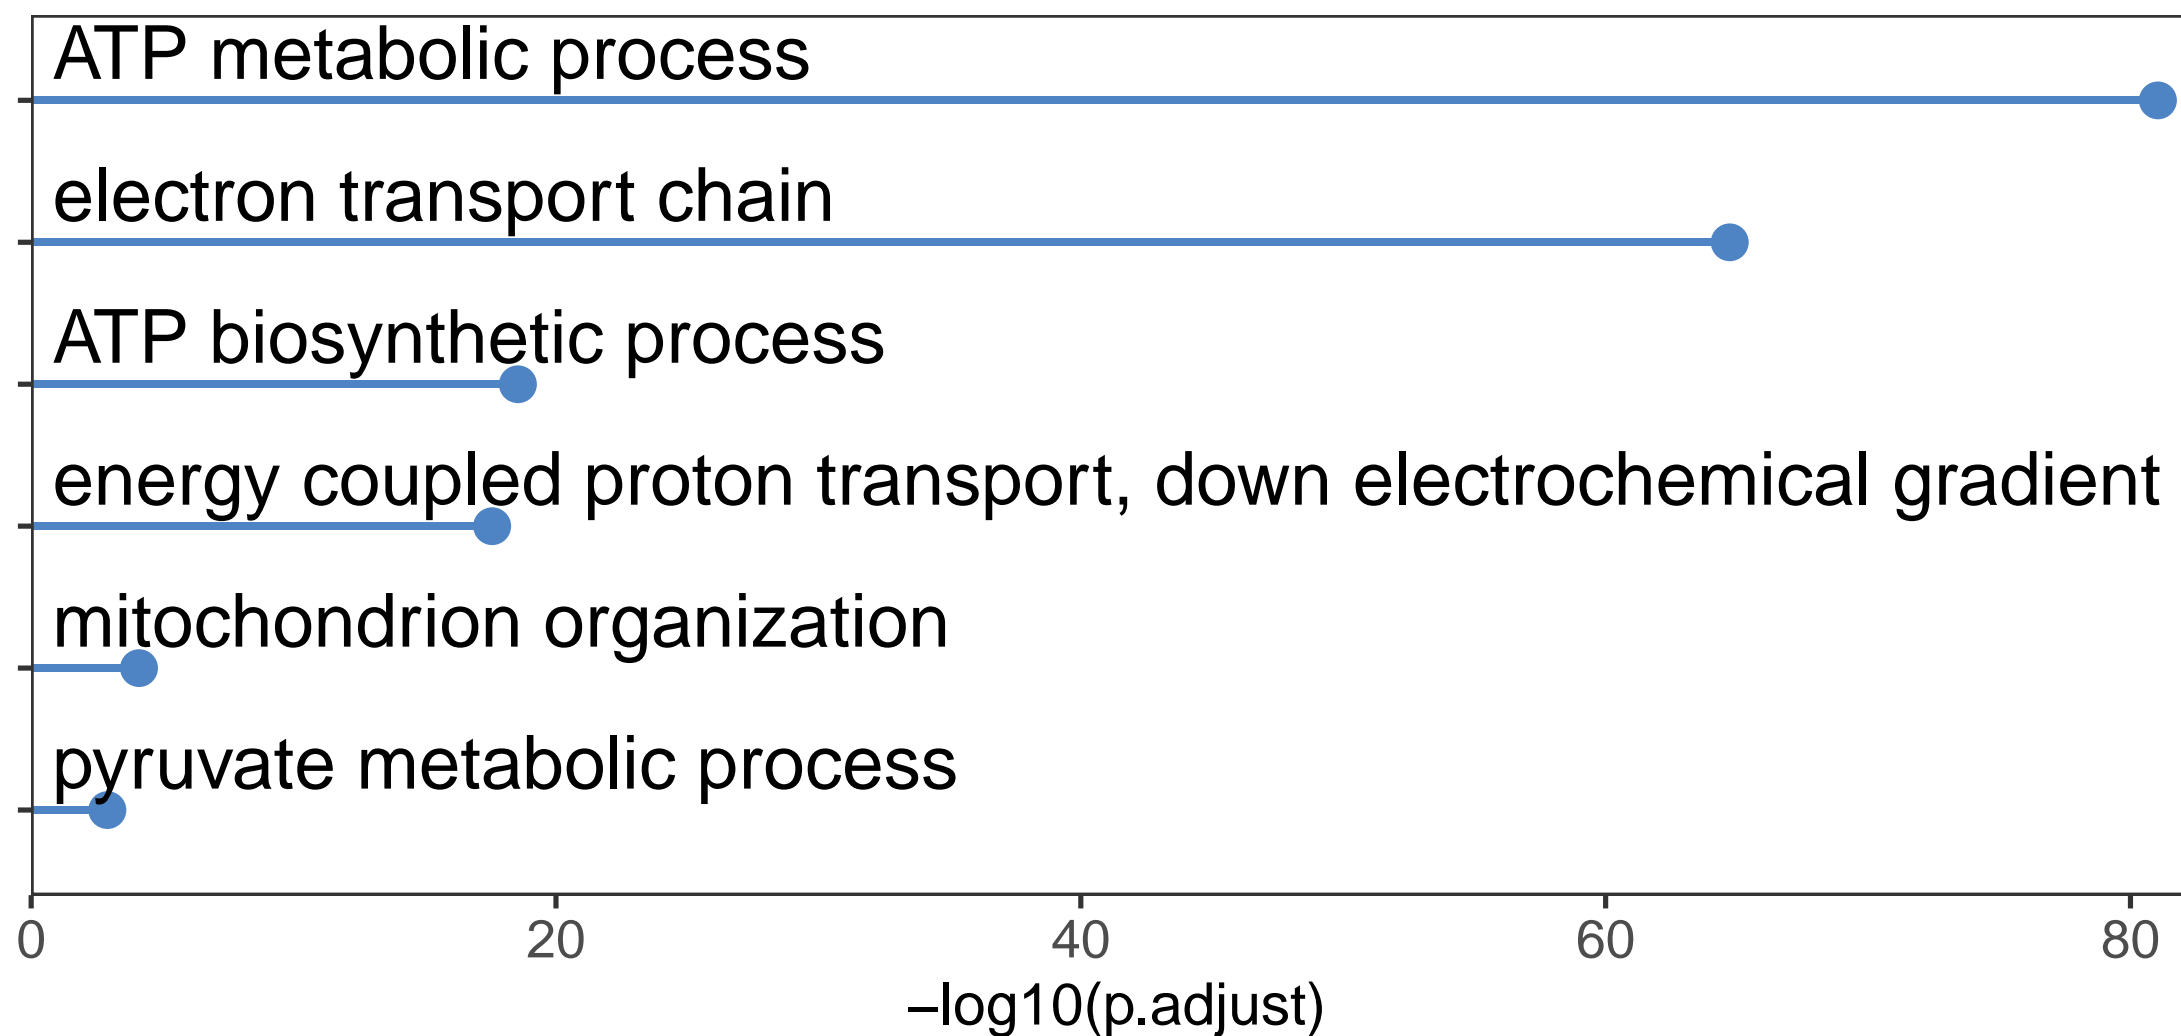 ATP metabolic process
electron transport chain
ATP biosynthetic process
energy coupled proton transport, down electrochemical gradient
mitochondrion organization
pyruvate metabolic process
0 20 40 60 80
–log10(p.adjust)